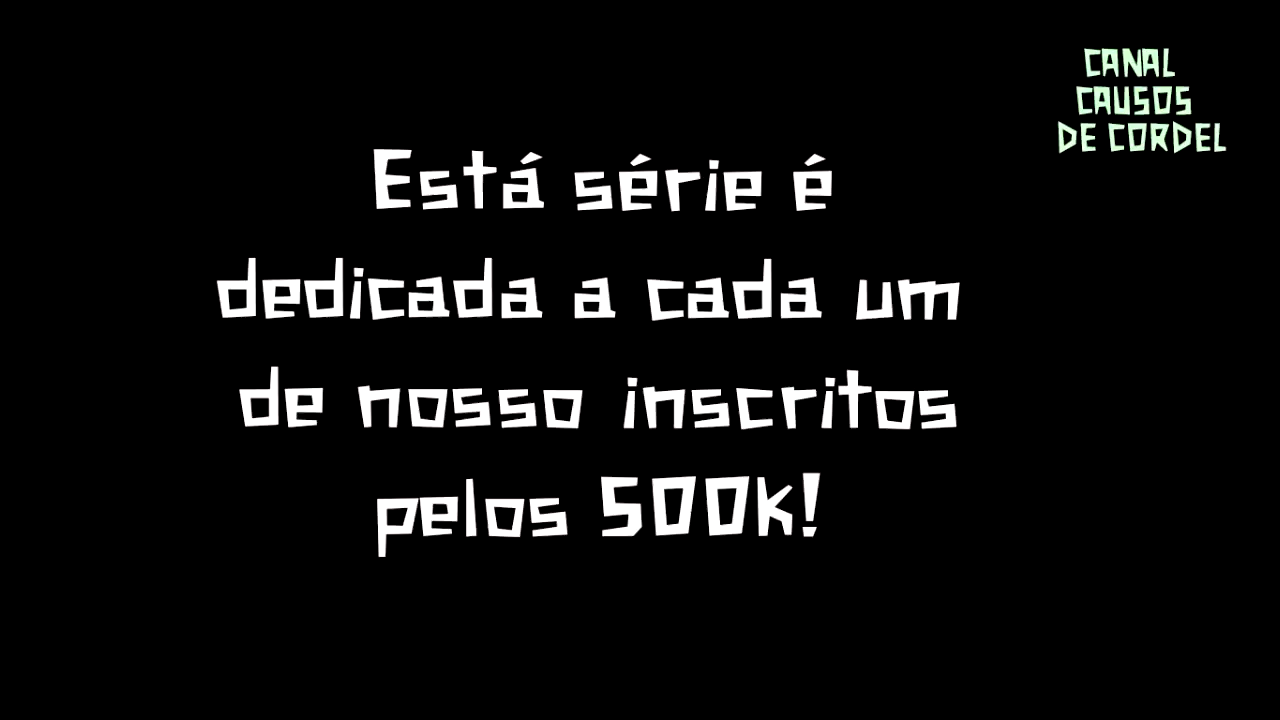 CANAL
CAUSOS
DE CORDEL
Está série é
dedicada a cada um
de nosso inscritos
pelos 500K!